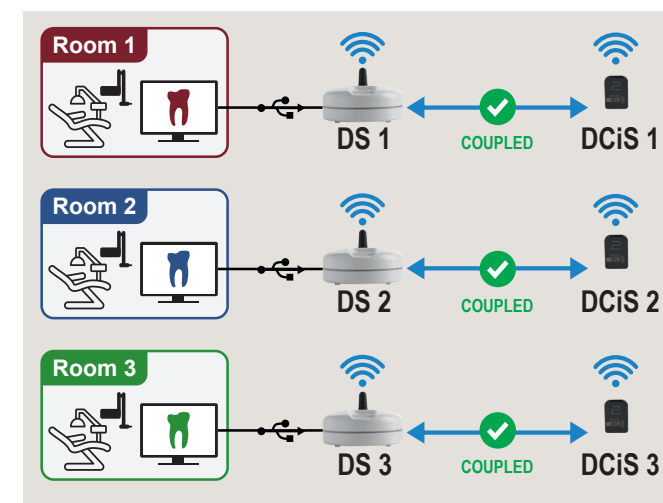 Room 1
DS 1
COUPLED
DCiS 1
Room 2
DS 2
COUPLED
DCiS 2
Room 3
DS 3
COUPLED
DCiS 3